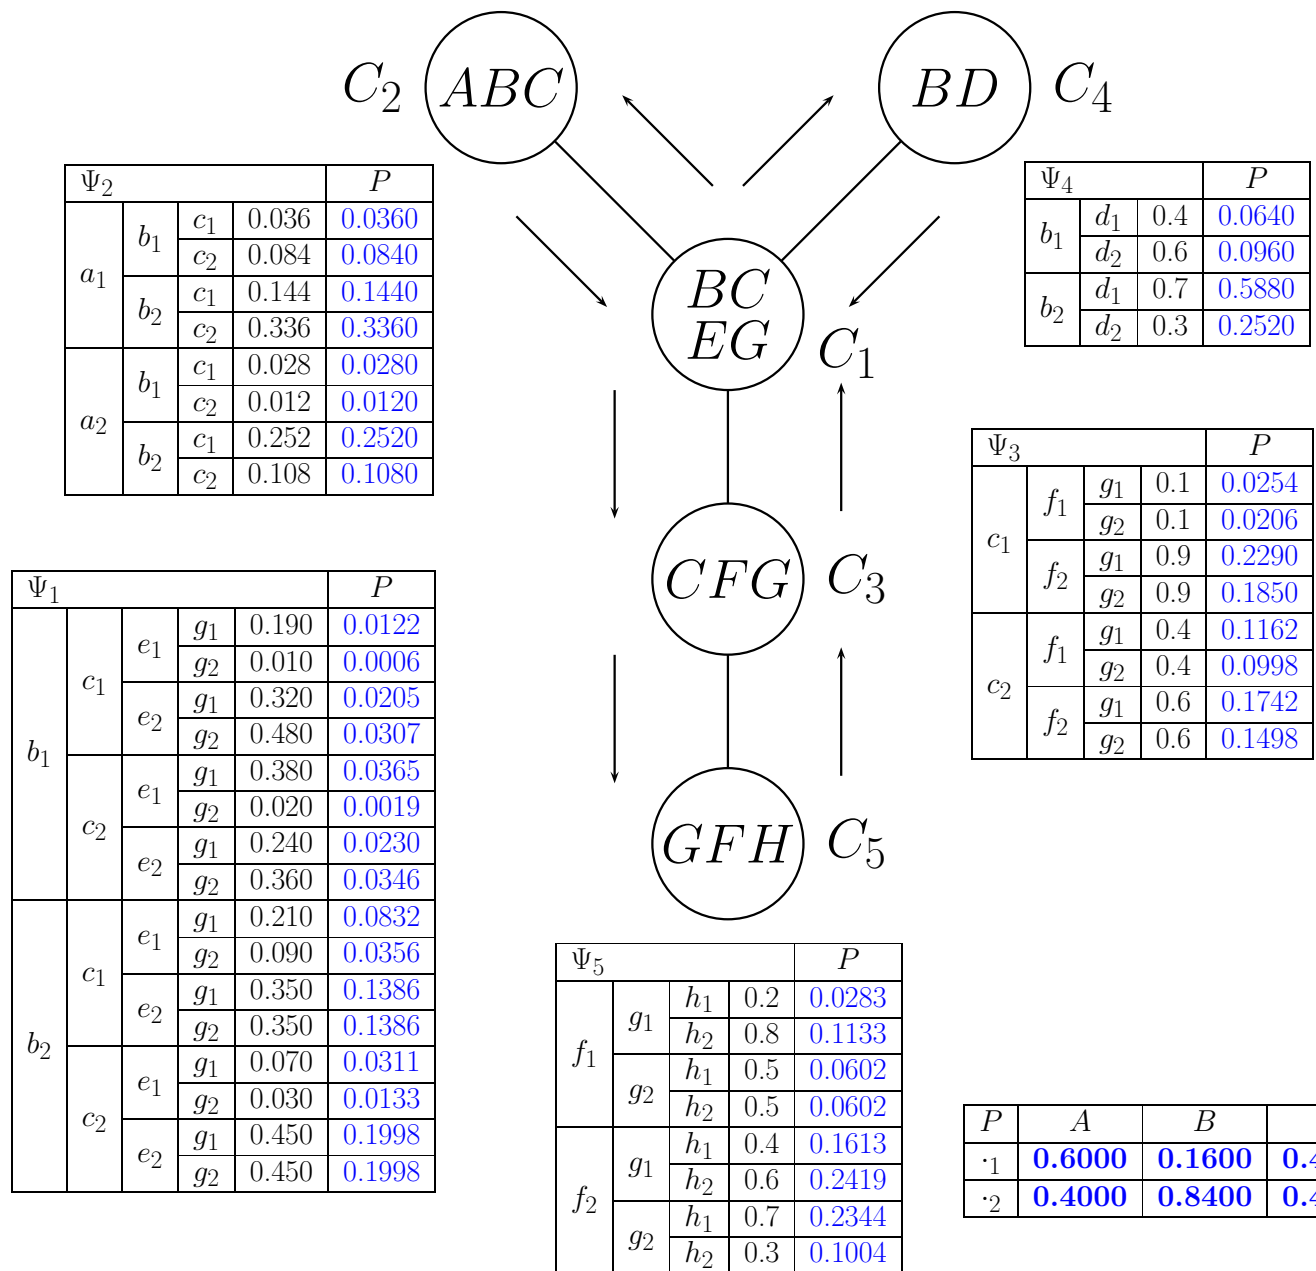 C2 ABC
BD C4
Ψ2 P
a1 b1 c1 0.036 0.0360
c2 0.084 0.0840
b2 c1 0.144 0.1440
c2 0.336 0.3360
a2 b1 c1 0.028 0.0280
c2 0.012 0.0120
b2 c1 0.252 0.2520
c2 0.108 0.1080
Ψ4 P
b1 d1 0.4 0.0640
d2 0.6 0.0960
b2 d1 0.7 0.5880
d2 0.3 0.2520
BC
EG
C1
Ψ3 P
c1 f1 g1 0.1 0.0254
g2 0.1 0.0206
f2 g1 0.9 0.2290
g2 0.9 0.1850
c2 f1 g1 0.4 0.1162
g2 0.4 0.0998
f2 g1 0.6 0.1742
g2 0.6 0.1498
CFG C3
Ψ1 P
b1 c1 e1 g1 0.190 0.0122
g2 0.010 0.0006
e2 g1 0.320 0.0205
g2 0.480 0.0307
c2 e1 g1 0.380 0.0365
g2 0.020 0.0019
e2 g1 0.240 0.0230
g2 0.360 0.0346
b2 c1 e1 g1 0.210 0.0832
g2 0.090 0.0356
e2 g1 0.350 0.1386
g2 0.350 0.1386
c2 e1 g1 0.070 0.0311
g2 0.030 0.0133
e2 g1 0.450 0.1998
g2 0.450 0.1998
GFH C5
Ψ5 P
f1 g1 h1 0.2 0.0283
h2 0.8 0.1133
g2 h1 0.5 0.0602
h2 0.5 0.0602
f2 g1 h1 0.4 0.1613
h2 0.6 0.2419
g2 h1 0.7 0.2344
h2 0.3 0.1004
P A B
·1 0.6000 0.1600 0.4
·2 0.4000 0.8400 0.4